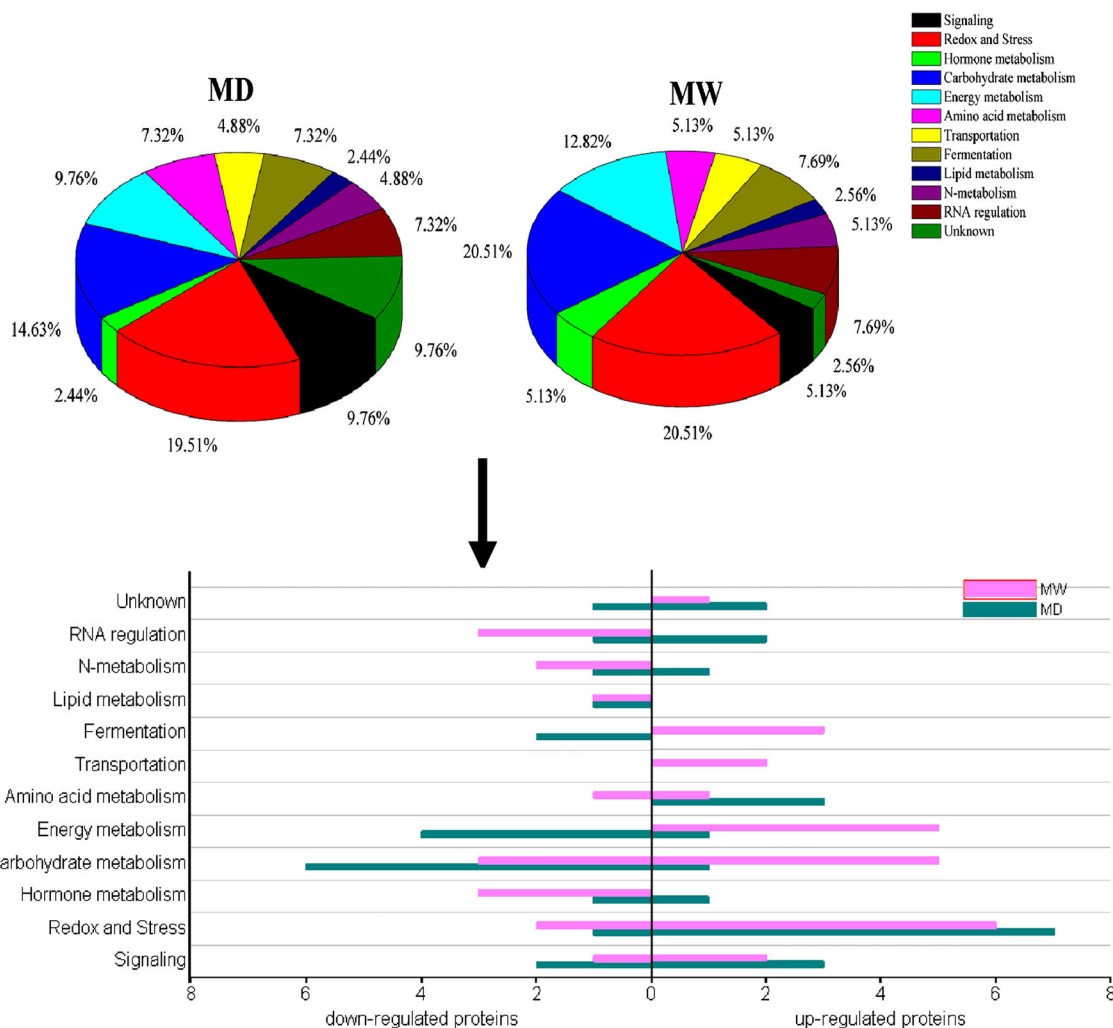 MD
MW
Signaling
Redox and Stress
Hormone metabolism
Carbohydrate metabolism
Energy metabolism
Amino acid metabolism
Transportation
Fermentation
Lipid metabolism
N-metabolism
RNA regulation
Unknown
7.32%
4.88%
7.32%
2.44%
4.88%
7.32%
9.76%
9.76%
19.51%
2.44%
14.63%
9.76%
12.82%
5.13%
5.13%
7.69%
2.56%
5.13%
7.69%
2.56%
5.13%
20.51%
5.13%
20.51%
MW
MD
Unknown
RNA regulation
N-metabolism
Lipid metabolism
Fermentation
Transportation
Amino acid metabolism
Energy metabolism
arbohydrate metabolism
Hormone metabolism
Redox and Stress
Signaling
8 6 4 2 0 2 4 6 8
down-regulated proteins up-regulated proteins